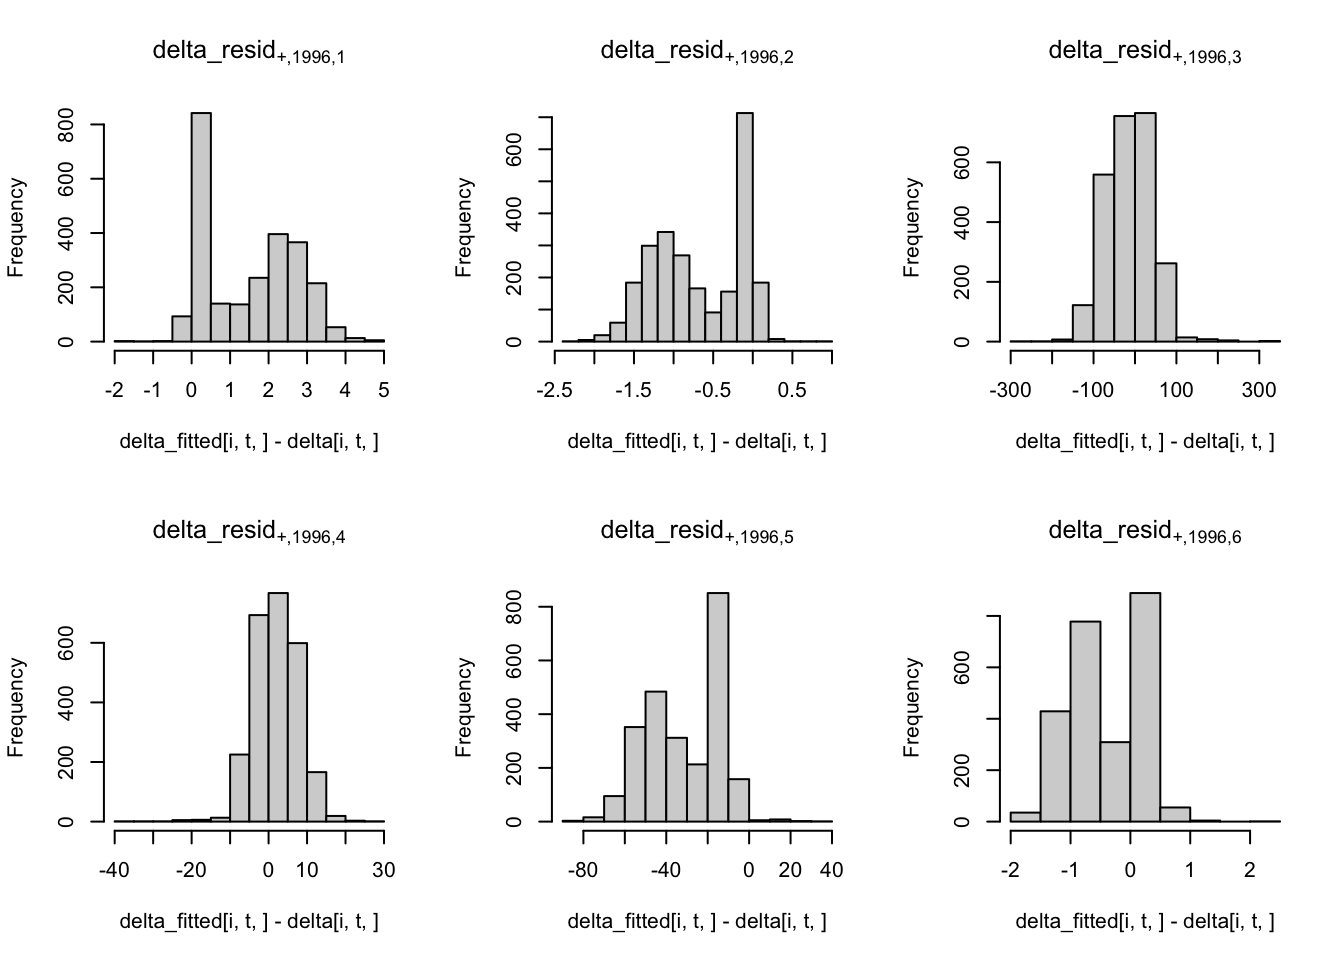 delta_resid+,1996,1
Frequency
0 200 400 600 800
-2 -1 0 1 2 3 4 5
delta_fitted[i, t, ] - delta[i, t, ]
delta_resid+,1996,2
Frequency
0 200 400 600
-2.5 -1.5 -0.5 0.5
delta_fitted[i, t, ] - delta[i, t, ]
delta_resid+,1996,3
Frequency
0 200 400 600
-300 -100 100 300
delta_fitted[i, t, ] - delta[i, t, ]
delta_resid+,1996,4
Frequency
0 200 400 600
-40 -20 0 10 30
delta_fitted[i, t, ] - delta[i, t, ]
delta_resid+,1996,5
Frequency
0 200 400 600 800
-80 -40 0 20 40
delta_fitted[i, t, ] - delta[i, t, ]
delta_resid+,1996,6
Frequency
0 200 600
-2 -1 0 1 2
delta_fitted[i, t, ] - delta[i, t, ]